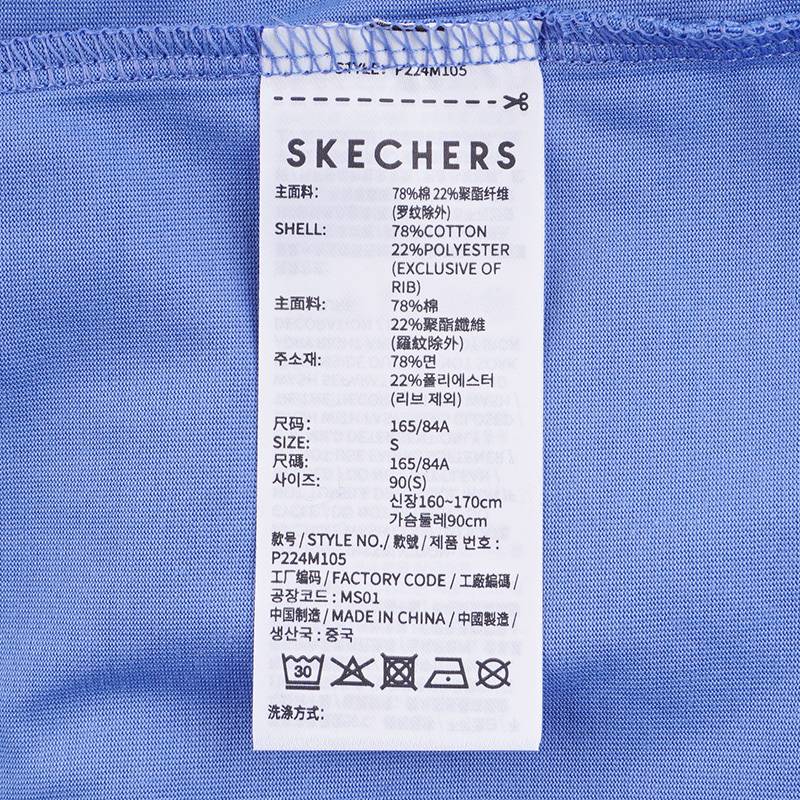 STYLE: P224M105
SKECHERS
主面料: 78%棉 22%聚酯纤维
(罗纹除外)
SHELL: 78%COTTON
22%POLYESTER
(EXCLUSIVE OF
RIB)
主面料: 78%棉
22%聚酯纖維
(羅紋除外)
주소재: 78%면
22%폴리에스터
(리브 제외)
尺码: 165/84A
SIZE: S
尺碼: 165/84A
사이즈: 90(S)
신장160~170cm
가슴둘레90cm
款号 / STYLE NO./ 款號 / 제품 번호 :
P224M105
工厂编码 / FACTORY CODE / 工廠編碼 /
공장코드 : MS01
中国制造 / MADE IN CHINA / 中國製造 /
생산국 : 중국
30
洗涤方式: